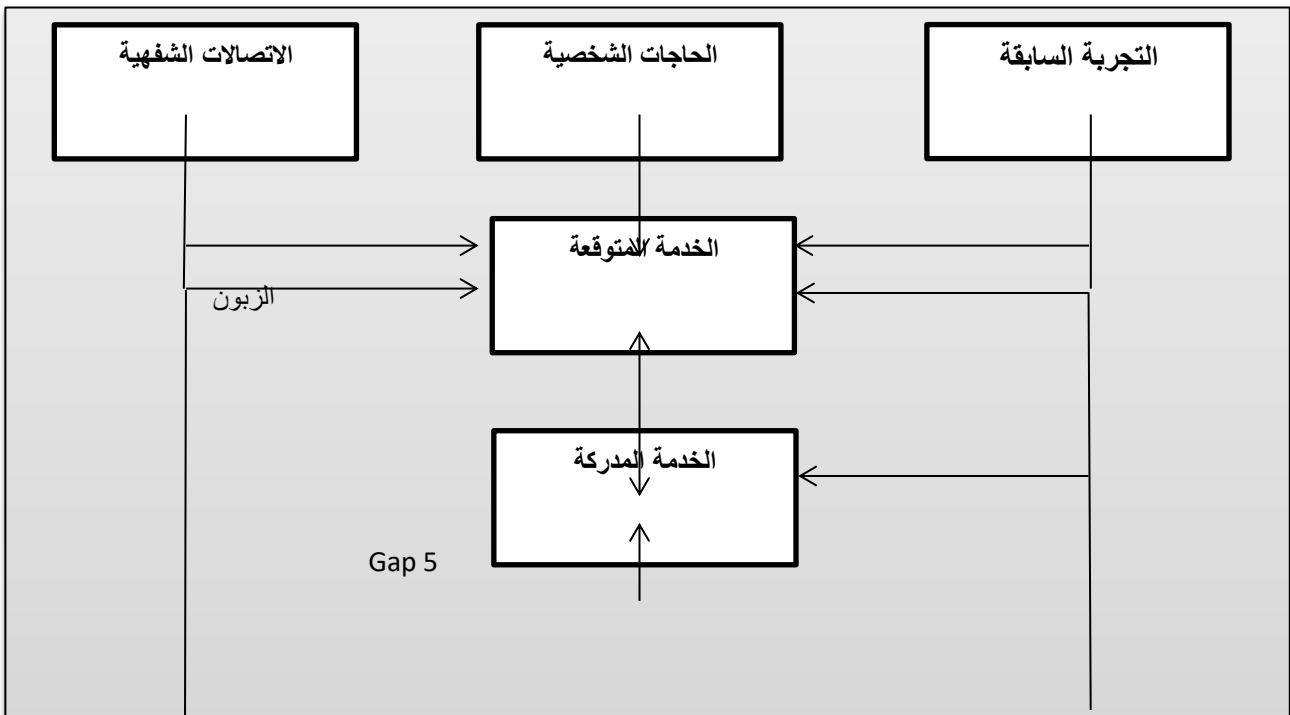 التجربة السابقة
الحاجات الشخصية
الاتصالات الشفهية
الخدمة المتوقعة
الزبون
الخدمة المدركة
Gap 5